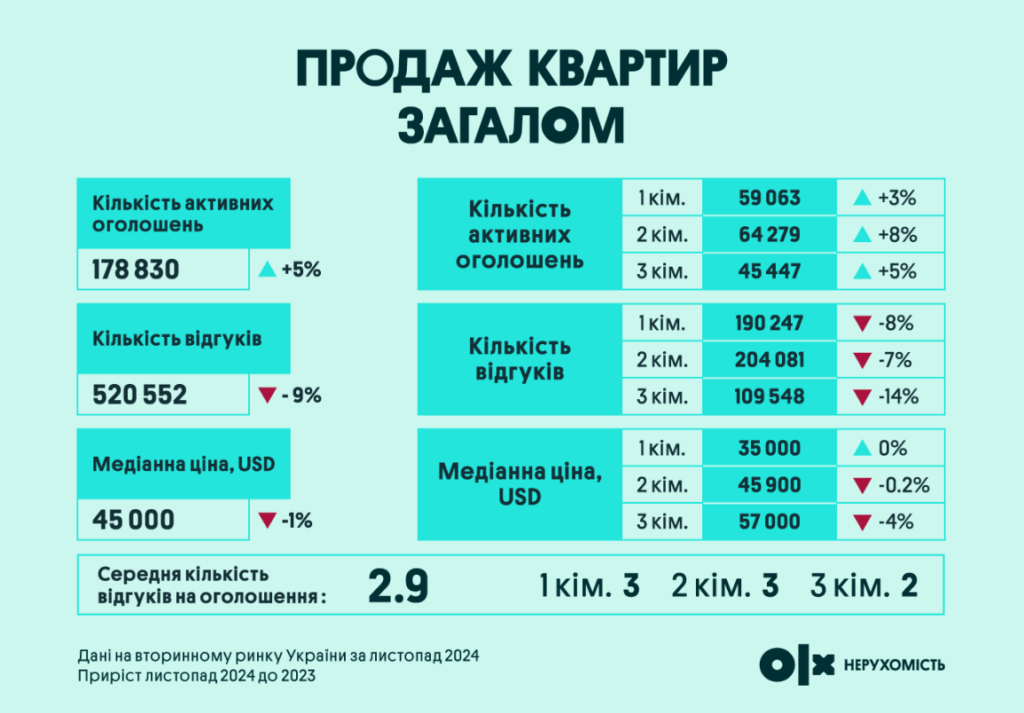 ПРОДАЖ КВАРТИР
ЗАГАЛОМ
Кількість активних
оголошень
178 830 +5%
Кількість відгуків
520 552 - 9%
Медіанна ціна, USD
45 000 -1%
Кількість
активних
оголошень
1 кім. 59 063 +3%
2 кім. 64 279 +8%
3 кім. 45 447 +5%
Кількість
відгуків
1 кім. 190 247 -8%
2 кім. 204 081 -7%
3 кім. 109 548 -14%
Медіанна ціна,
USD
1 кім. 35 000 0%
2 кім. 45 900 -0.2%
3 кім. 57 000 -4%
Середня кількість
відгуків на оголошення :
2.9
1 кім. 3 2 кім. 3 3 кім. 2
Дані на вторинному ринку України за листопад 2024
Приріст листопад 2024 до 2023
olx НЕРУХОМІСТЬ